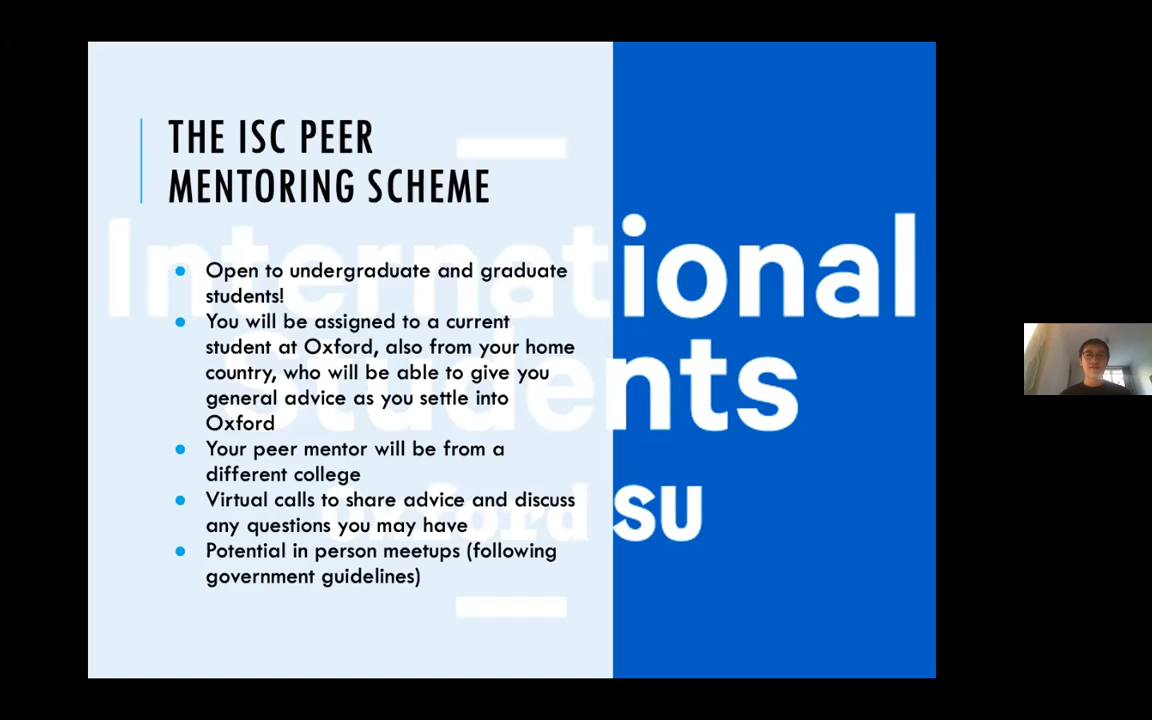 THE ISC PEER
MENTORING SCHEME
● Open to undergraduate and graduate
students!
● You will be assigned to a current
student at Oxford, also from your home
country, who will be able to give you
general advice as you settle into
Oxford
● Your peer mentor will be from a
different college
● Virtual calls to share advice and discuss
any questions you may have
● Potential in person meetups (following
government guidelines)
International
Students
Oxford SU